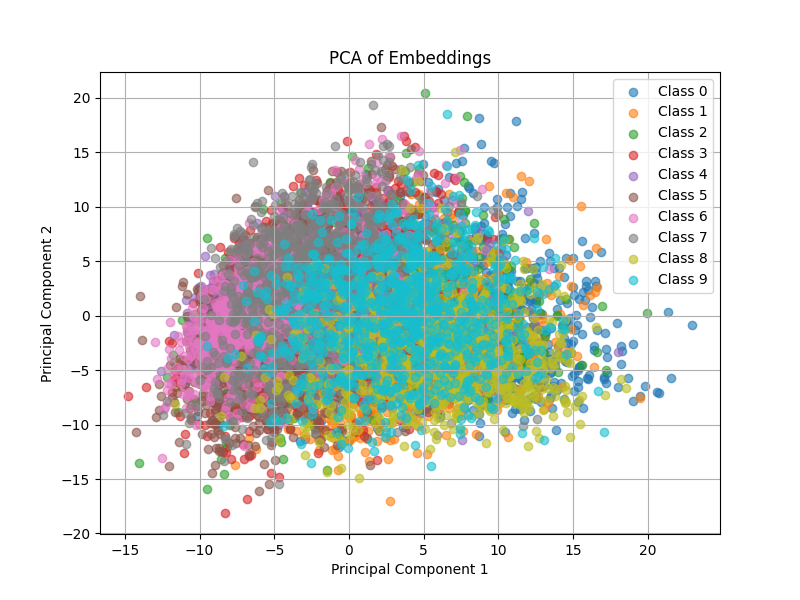 PCA of Embeddings
Class 0
Class 1
Class 2
Class 3
Class 4
Class 5
Class 6
Class 7
Class 8
Class 9
20
15
10
5
0
−5
−10
−15
−20
Principal Component 2
−15 −10 −5 0 5 10 15 20
Principal Component 1